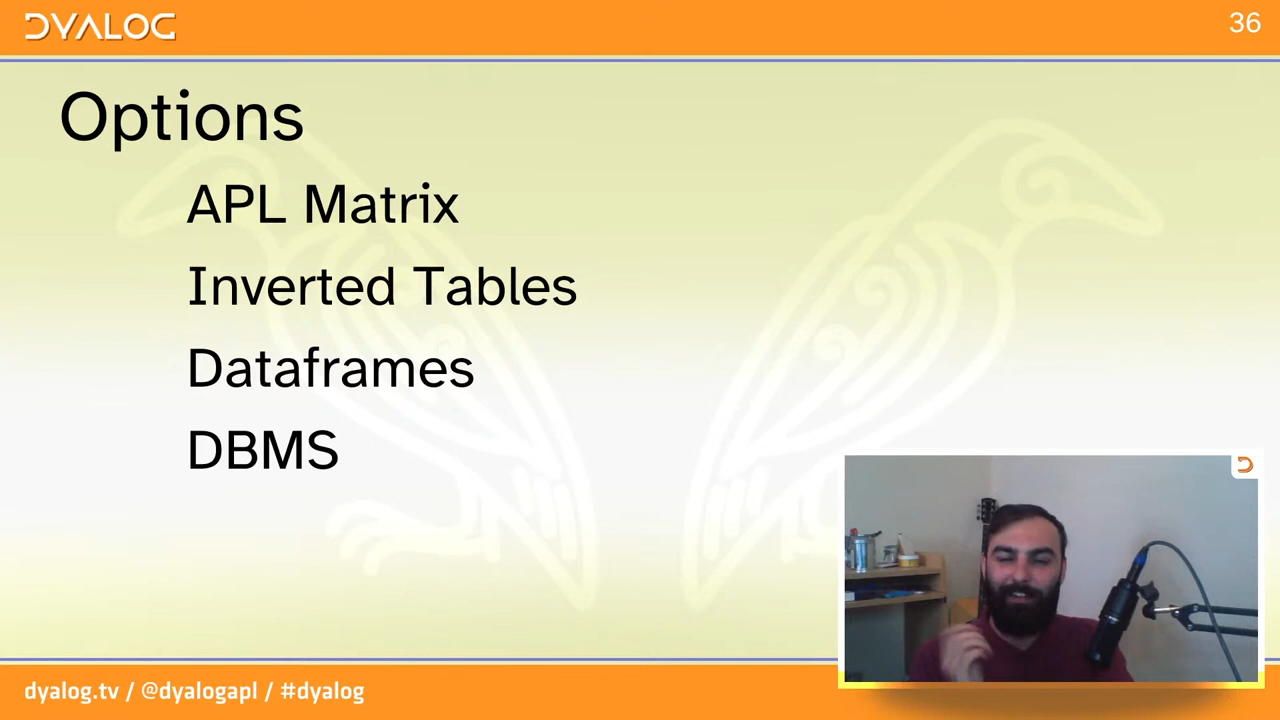 DYALOG
36
Options
APL Matrix
Inverted Tables
Dataframes
DBMS
dyalog.tv / @dyalogapl / #dyalog